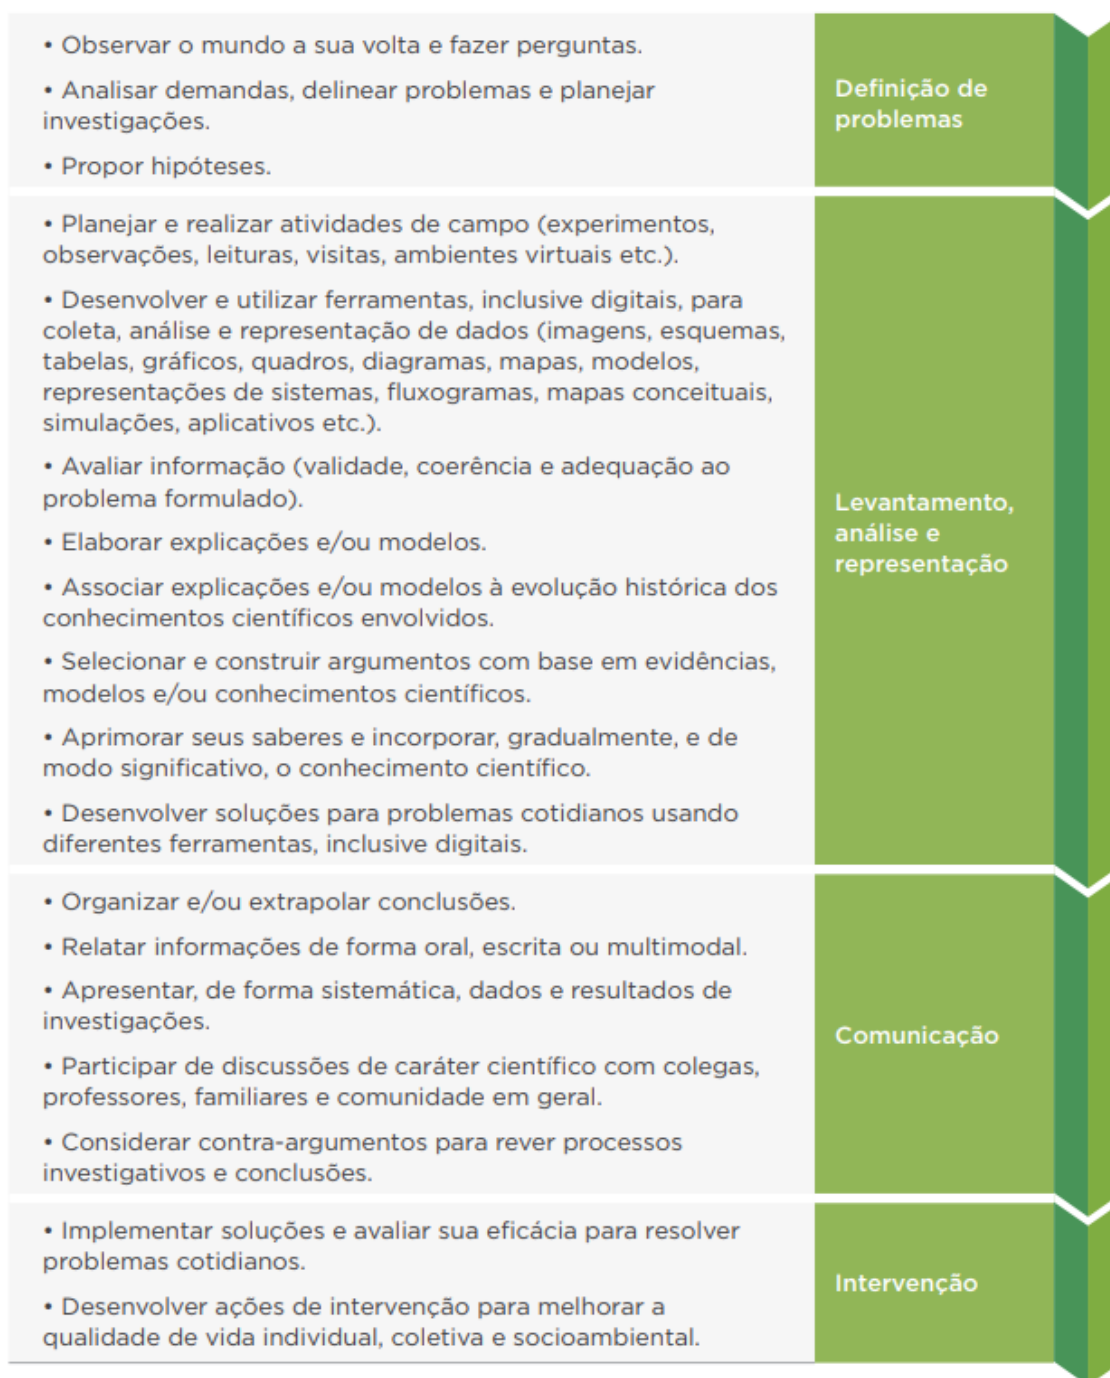 • Observar o mundo a sua volta e fazer perguntas.
• Analisar demandas, delinear problemas e planejar
investigações.
• Propor hipóteses.
Definição de
problemas
• Planejar e realizar atividades de campo (experimentos,
observações, leituras, visitas, ambientes virtuais etc.).
• Desenvolver e utilizar ferramentas, inclusive digitais, para
coleta, análise e representação de dados (imagens, esquemas,
tabelas, gráficos, quadros, diagramas, mapas, modelos,
representações de sistemas, fluxogramas, mapas conceituais,
simulações, aplicativos etc.).
• Avaliar informação (validade, coerência e adequação ao
problema formulado).
• Elaborar explicações e/ou modelos.
• Associar explicações e/ou modelos à evolução histórica dos
conhecimentos científicos envolvidos.
• Selecionar e construir argumentos com base em evidências,
modelos e/ou conhecimentos científicos.
• Aprimorar seus saberes e incorporar, gradualmente, e de
modo significativo, o conhecimento científico.
• Desenvolver soluções para problemas cotidianos usando
diferentes ferramentas, inclusive digitais.
Levantamento,
análise e
representação
• Organizar e/ou extrapolar conclusões.
• Relatar informações de forma oral, escrita ou multimodal.
• Apresentar, de forma sistemática, dados e resultados de
investigações.
• Participar de discussões de caráter científico com colegas,
professores, familiares e comunidade em geral.
• Considerar contra-argumentos para rever processos
investigativos e conclusões.
Comunicação
• Implementar soluções e avaliar sua eficácia para resolver
problemas cotidianos.
• Desenvolver ações de intervenção para melhorar a
qualidade de vida individual, coletiva e socioambiental.
Intervenção